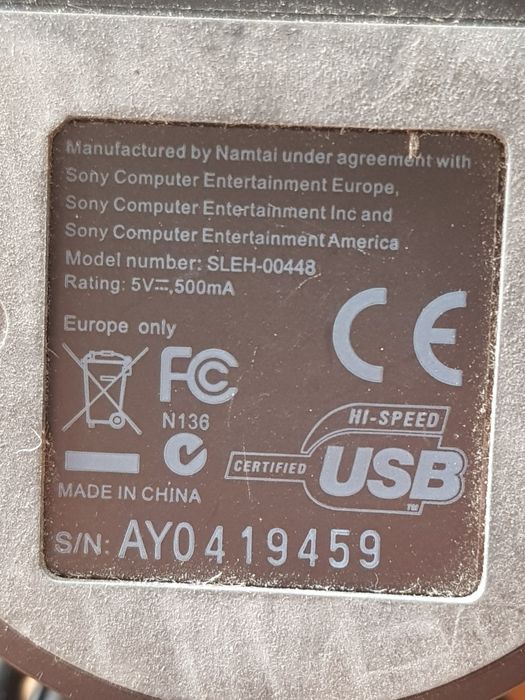 Manufactured by Namtai under agreement with
Sony Computer Entertainment Europe,
Sony Computer Entertainment Inc and
Sony Computer Entertainment America
Model number: SLEH-00448
Rating: 5V⎓,500mA
Europe only
CE
FC
N136
HI-SPEED
CERTIFIED USB
TM
MADE IN CHINA
S/N: AY0419459